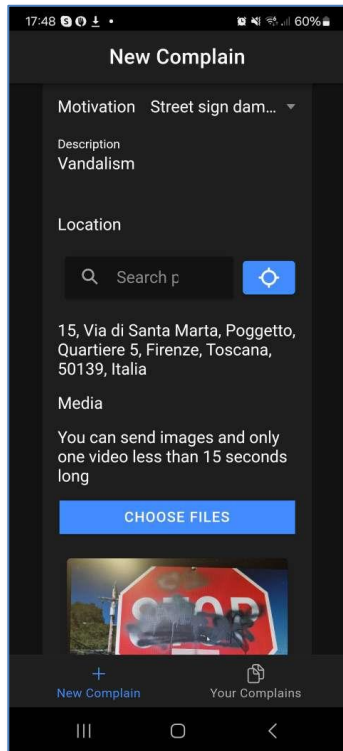 17:48
60%
New Complain
Motivation Street sign dam...
Description
Vandalism
Location
Search p
15, Via di Santa Marta, Poggetto,
Quartiere 5, Firenze, Toscana,
50139, Italia
Media
You can send images and only
one video less than 15 seconds
long
CHOOSE FILES
STOP
New Complain
Your Complains